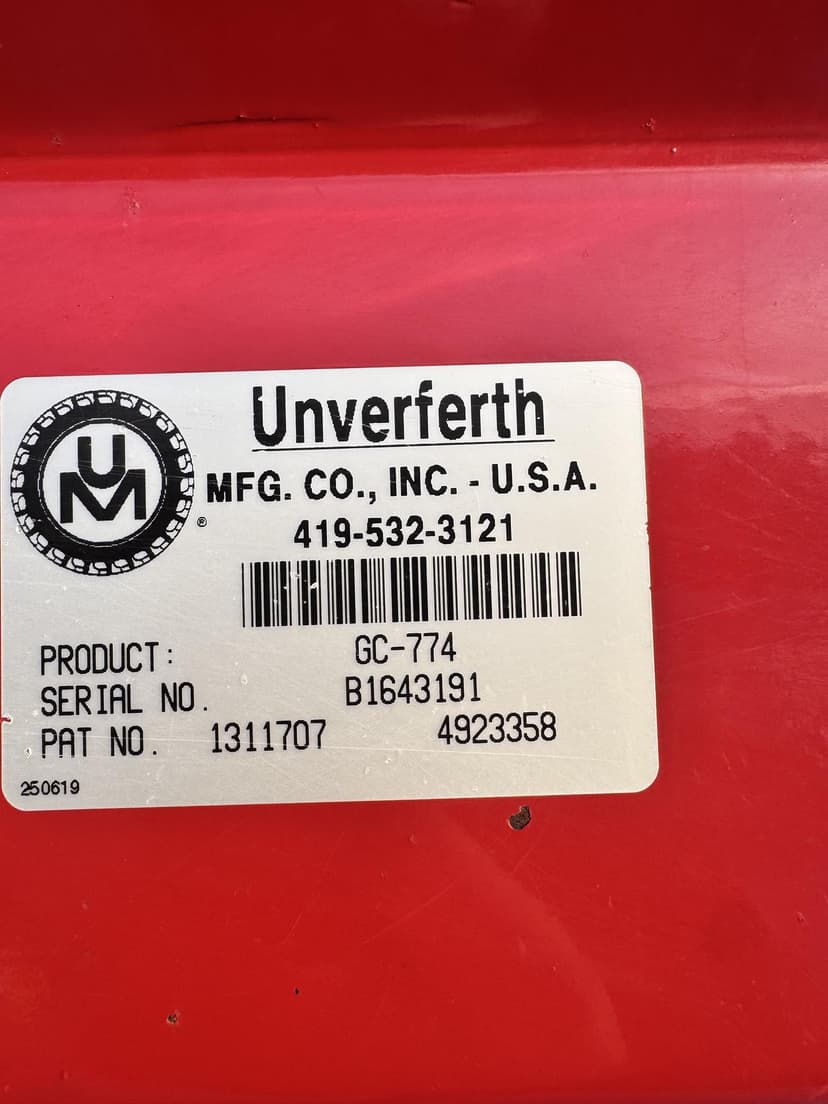 Unverferth
UM
®
MFG. CO., INC. - U.S.A.
419-532-3121
PRODUCT: GC-774
SERIAL NO. B1643191
PAT NO. 1311707 4923358
250619